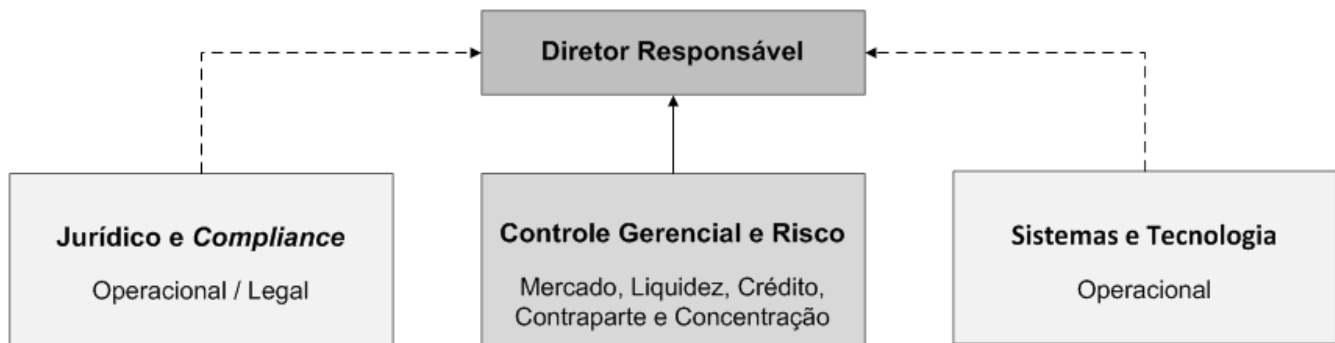 Diretor Responsável
Jurídico e Compliance
Operacional / Legal
Controle Gerencial e Risco
Mercado, Liquidez, Crédito,
Contraparte e Concentração
Sistemas e Tecnologia
Operacional